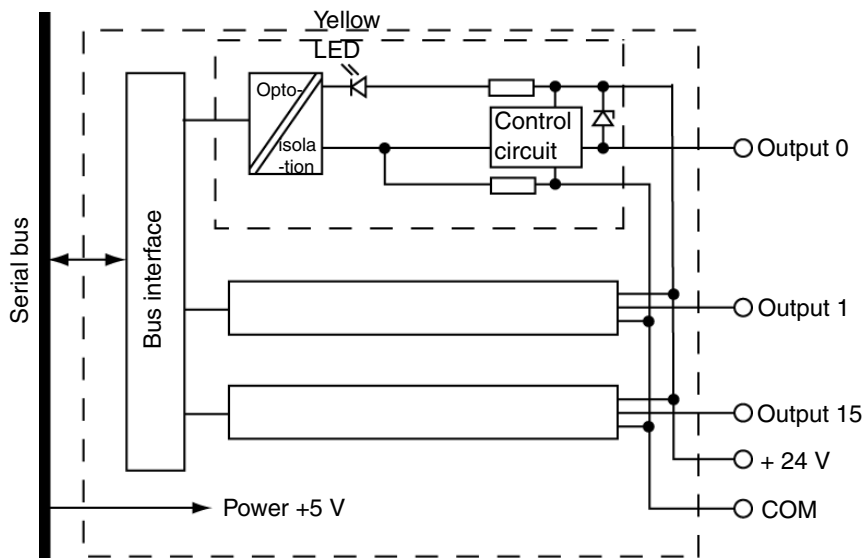 Yellow
LED
Opto-
isola
-tion
Control
circuit
Output 0
Serial bus
Bus interface
Output 1
Output 15
+ 24 V
Power +5 V
COM